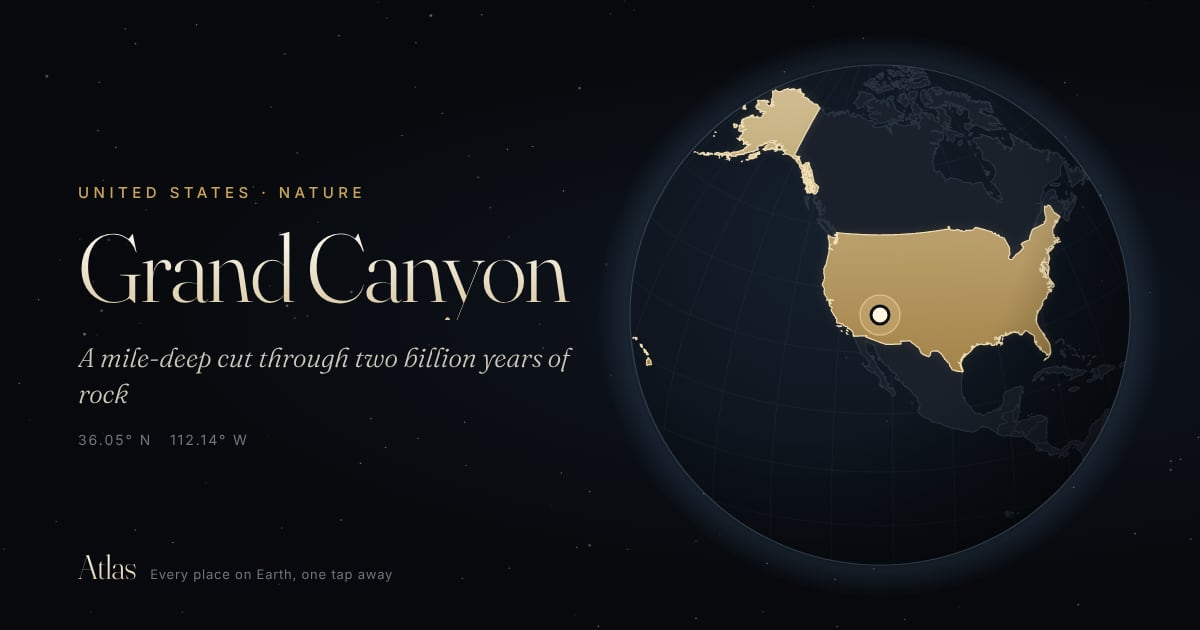 UNITED STATES · NATURE
Grand Canyon
A mile-deep cut through two billion years of
rock
36.05° N 112.14° W
Atlas Every place on Earth, one tap away